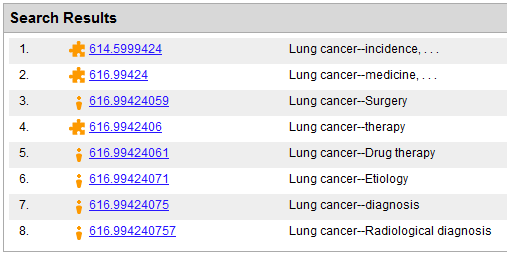 Search Results
1. 614.5999424 Lung cancer--incidence, . . .
2. 616.99424 Lung cancer--medicine, . . .
3. 616.99424059 Lung cancer--Surgery
4. 616.9942406 Lung cancer--therapy
5. 616.99424061 Lung cancer--Drug therapy
6. 616.99424071 Lung cancer--Etiology
7. 616.99424075 Lung cancer--diagnosis
8. 616.994240757 Lung cancer--Radiological diagnosis